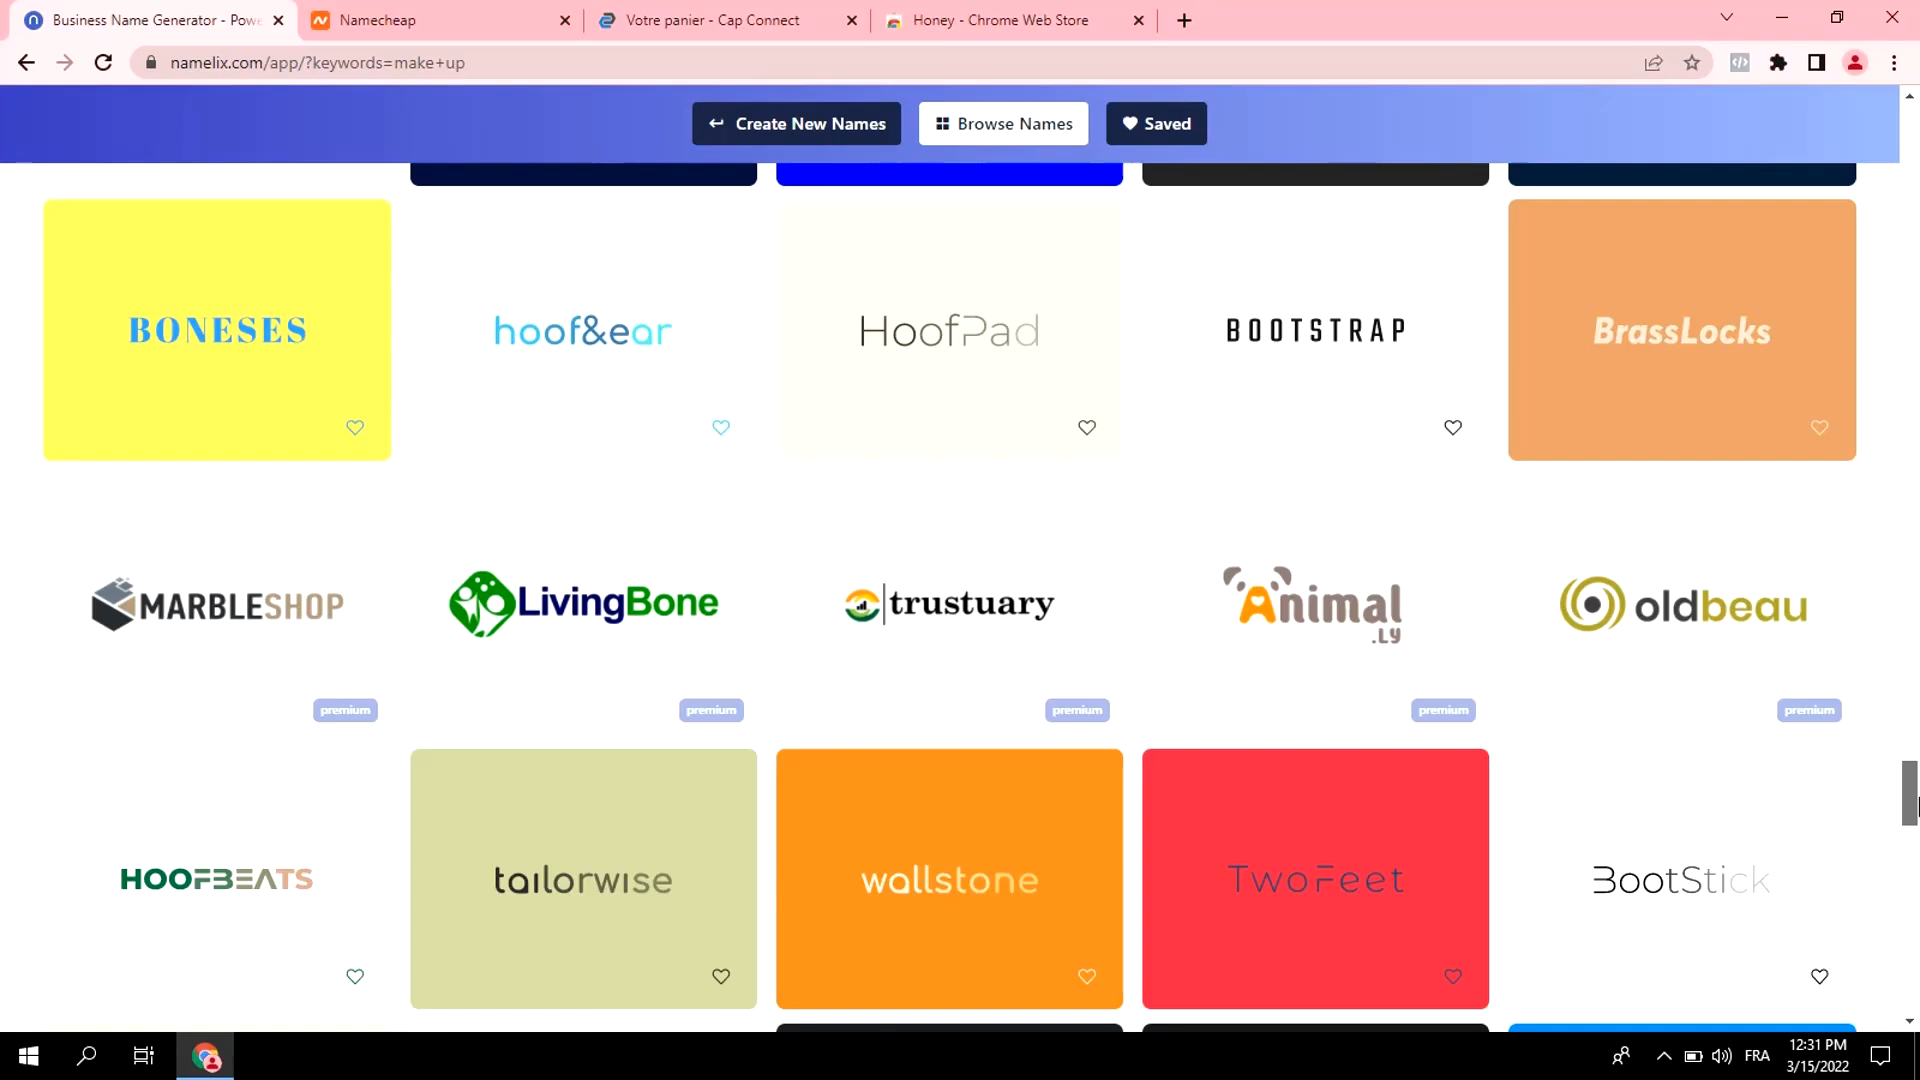 Business Name Generator - Powe
Namecheap
Votre panier - Cap Connect
Honey - Chrome Web Store
namelix.com/app/?keywords=make+up
Create New Names
Browse Names
Saved
BONESES
hoof&ear
HoofPad
BOOTSTRAP
BrassLocks
MARBLESHOP
LivingBone
trustuary
Animal
.LY
oldbeau
premium
premium
premium
premium
premium
HOOFBEATS
tailorwise
wallstone
TwoFeet
BootStick
FRA
12:31 PM
3/15/2022